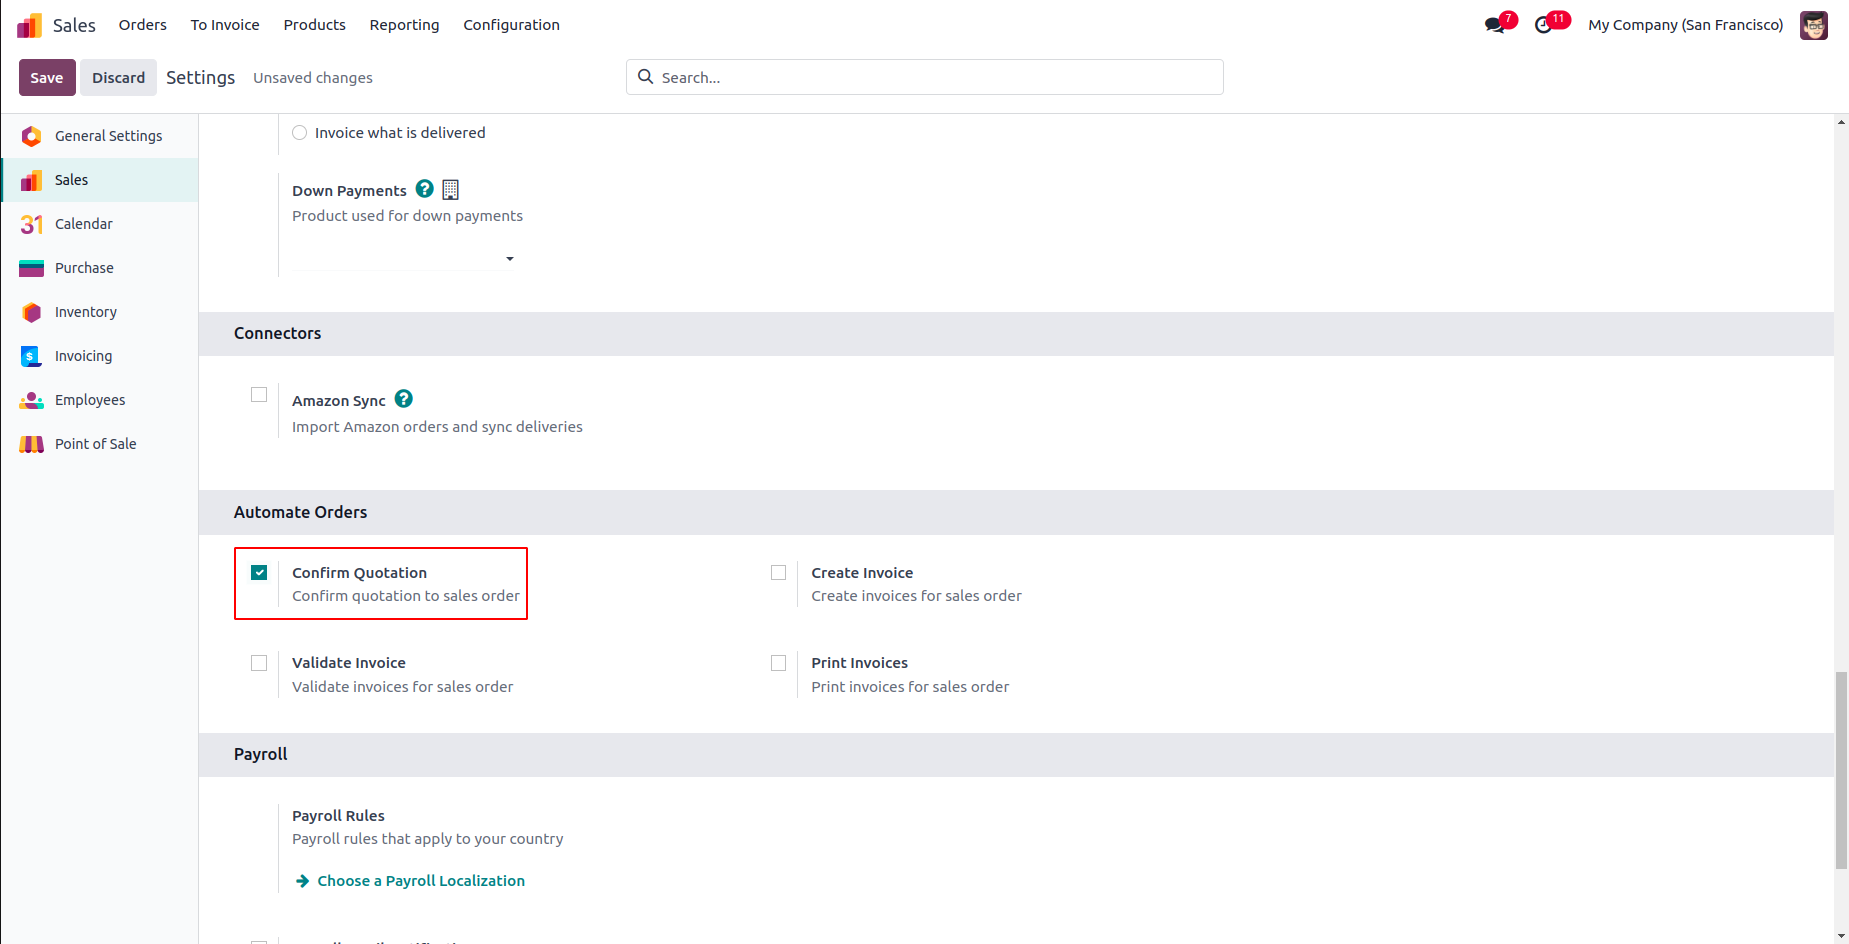 Sales Orders To Invoice Products Reporting Configuration 7 11 My Company (San Francisco)
Save Discard Settings Unsaved changes Search...
General Settings
Sales
31 Calendar
Purchase
Inventory
$ Invoicing
Employees
Point of Sale
Invoice what is delivered
Down Payments ?
Product used for down payments
Connectors
Amazon Sync ?
Import Amazon orders and sync deliveries
Automate Orders
Confirm Quotation
Confirm quotation to sales order
Create Invoice
Create invoices for sales order
Validate Invoice
Validate invoices for sales order
Print Invoices
Print invoices for sales order
Payroll
Payroll Rules
Payroll rules that apply to your country
Choose a Payroll Localization